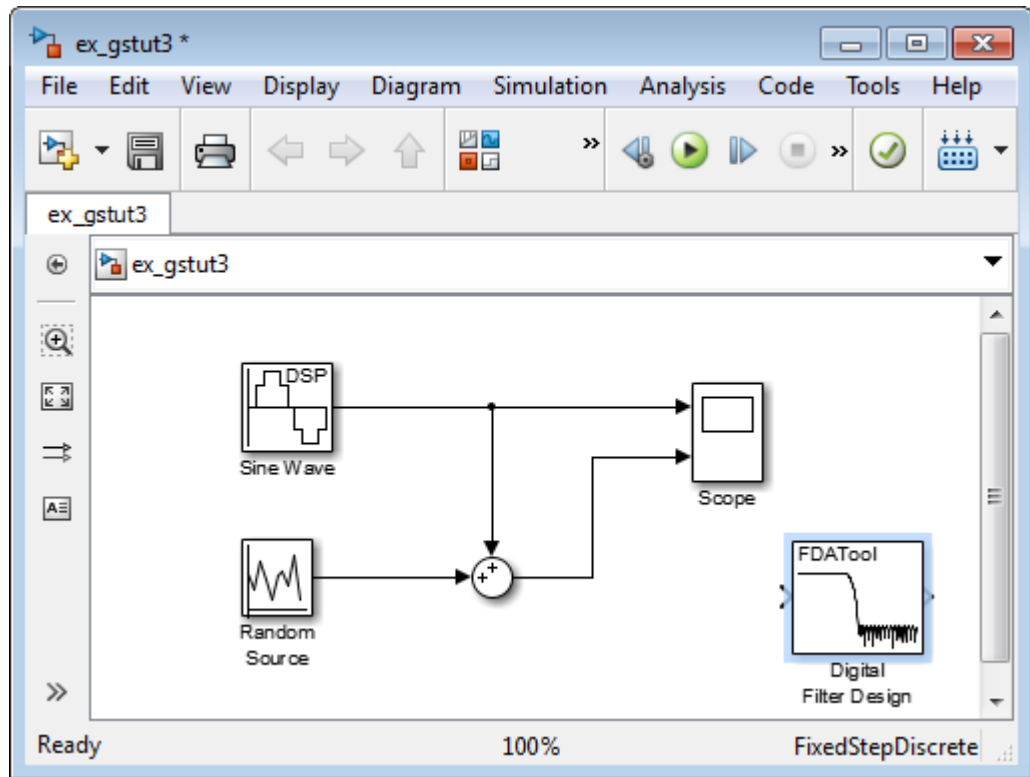 ex_gstut3 *
File Edit View Display Diagram Simulation Analysis Code Tools Help
ex_gstut3
ex_gstut3
DSP
Sine Wave
Scope
FDATool
Random
Source
Digital
Filter Design
Ready 100% FixedStepDiscrete